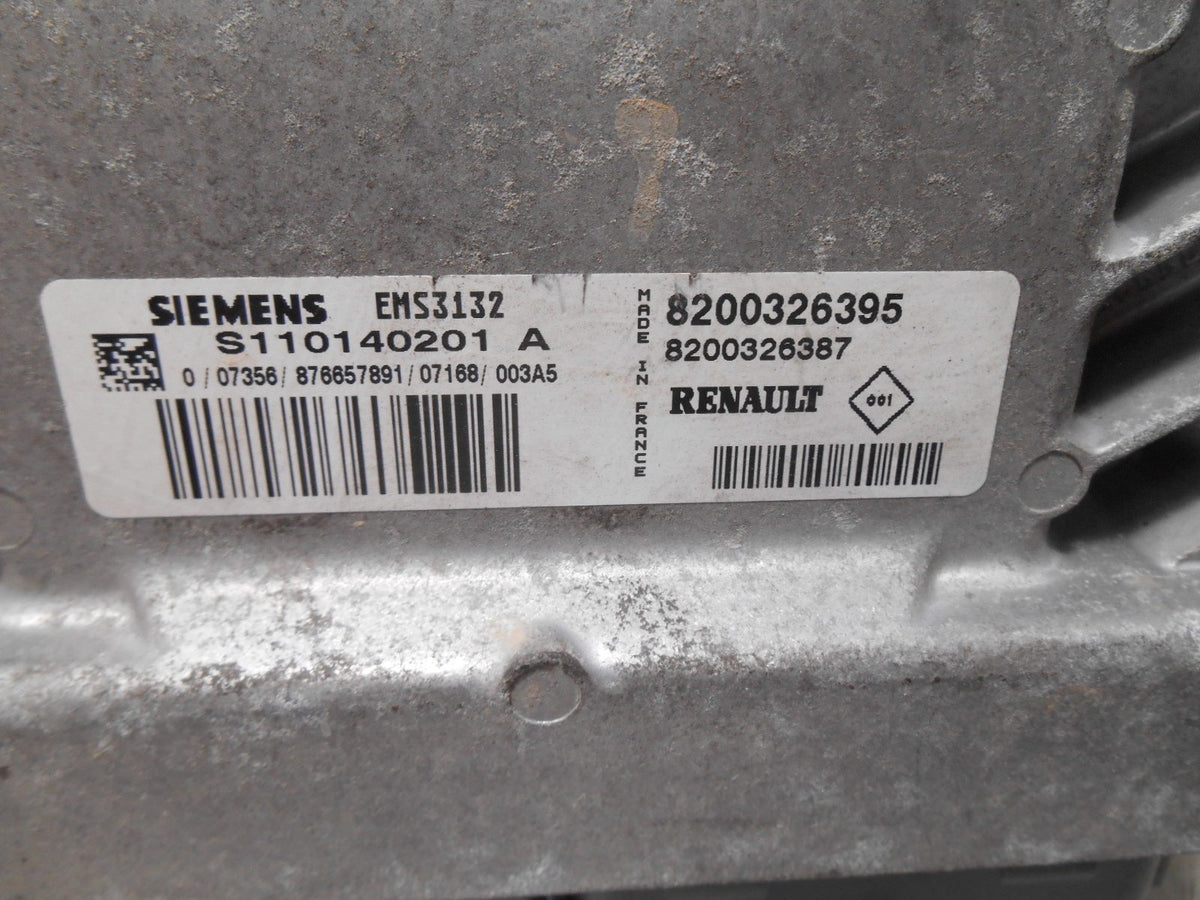 SIEMENS EMS3132
S110140201 A
0 / 07356 / 876657891 / 07168 / 003A5
MADE IN FRANCE
8200326395
8200326387
RENAULT 001